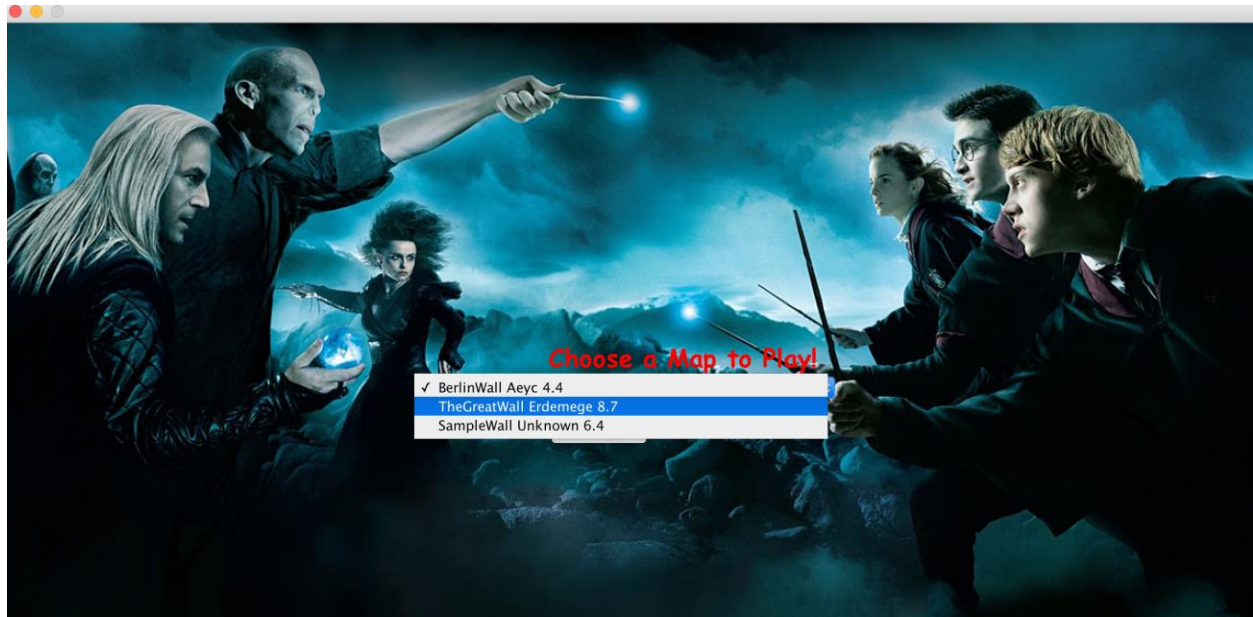 Choose a Map to Play!
✓ BerlinWall Aeyc 4.4
TheGreatWall Erdemege 8.7
SampleWall Unknown 6.4